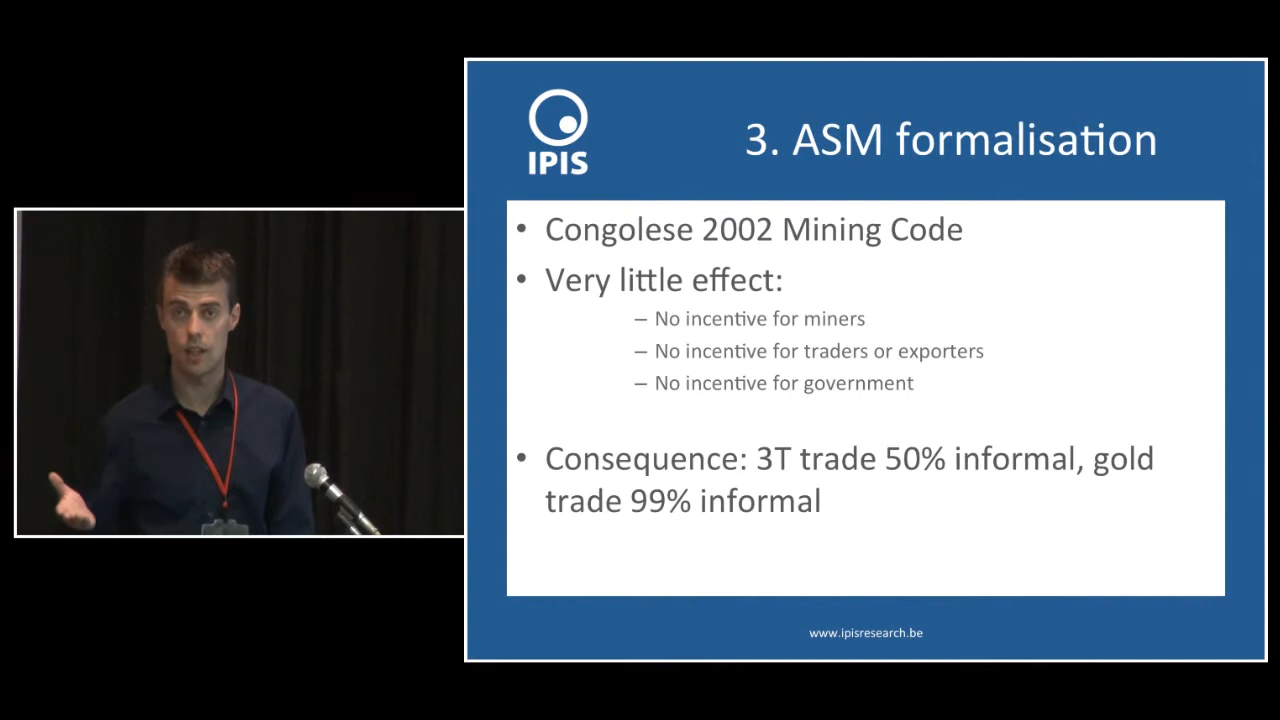 IPIS
3. ASM formalisation
• Congolese 2002 Mining Code
• Very little effect:
– No incentive for miners
– No incentive for traders or exporters
– No incentive for government
• Consequence: 3T trade 50% informal, gold
trade 99% informal
www.ipisresearch.be